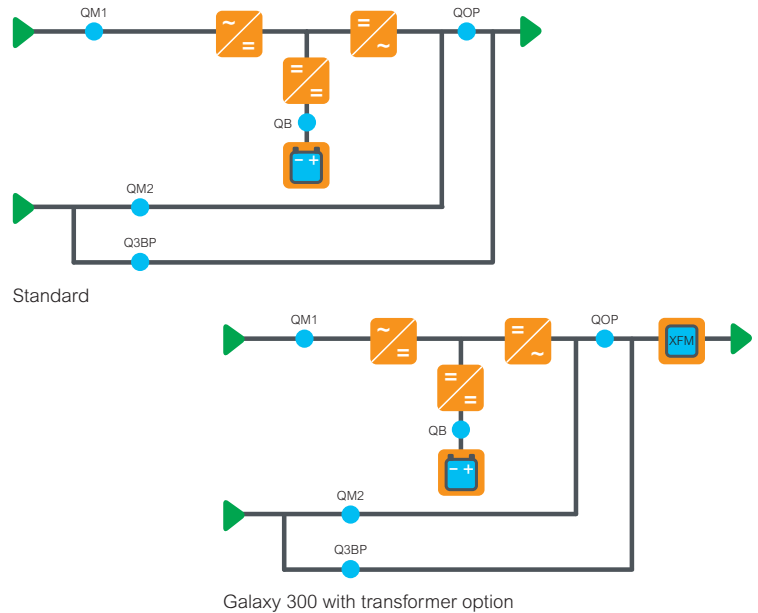 QM1
QOP
~
=
=
~
=
=
QB
− +
QM2
Q3BP
Standard
QM1
QOP
~
=
=
~
XFM
=
=
QB
− +
QM2
Q3BP
Galaxy 300 with transformer option